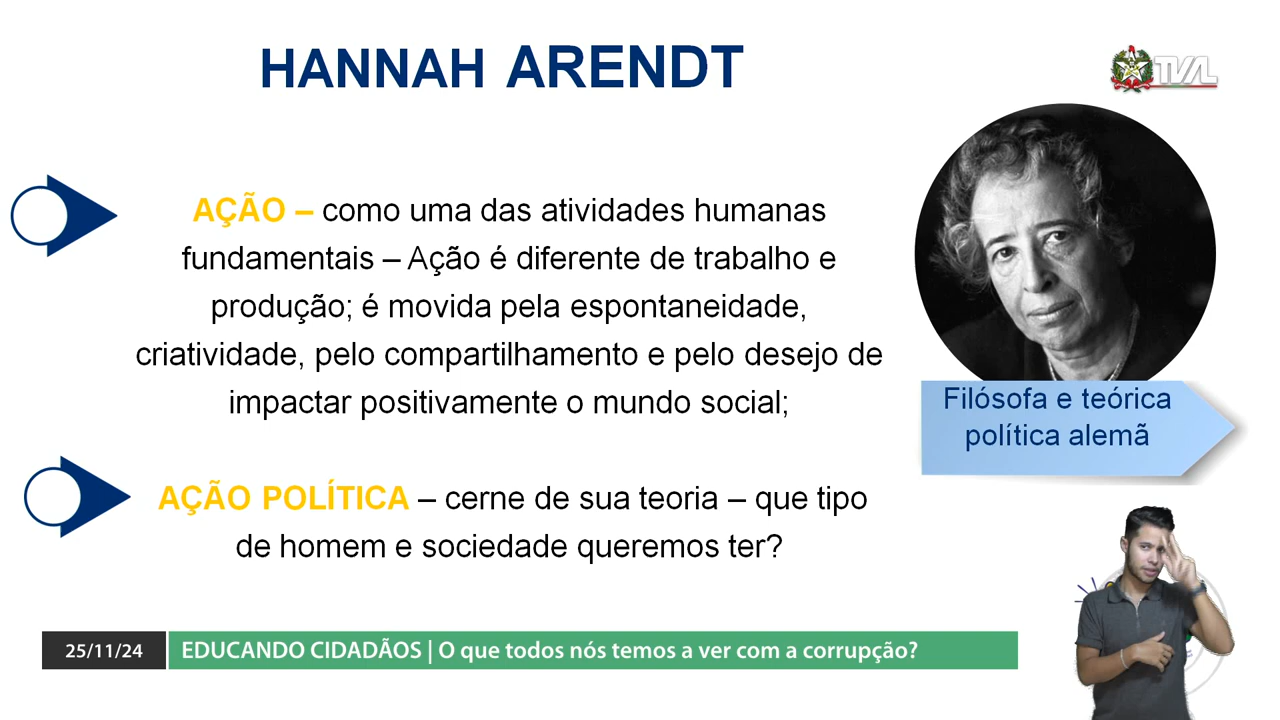 HANNAH ARENDT
TVAL
AÇÃO – como uma das atividades humanas
fundamentais – Ação é diferente de trabalho e
produção; é movida pela espontaneidade,
criatividade, pelo compartilhamento e pelo desejo de
impactar positivamente o mundo social;
Filósofa e teórica
política alemã
AÇÃO POLÍTICA – cerne de sua teoria – que tipo
de homem e sociedade queremos ter?
25/11/24
EDUCANDO CIDADÃOS | O que todos nós temos a ver com a corrupção?